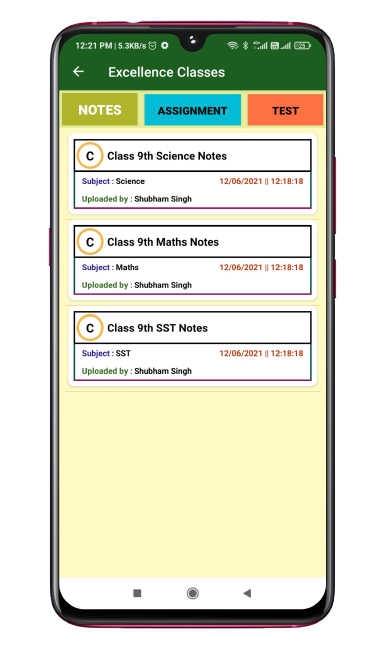 12:21 PM | 5.3KB/s
Excellence Classes
NOTES
ASSIGNMENT
TEST
C
Class 9th Science Notes
Subject : Science
12/06/2021 || 12:18:18
Uploaded by : Shubham Singh
C
Class 9th Maths Notes
Subject : Maths
12/06/2021 || 12:18:18
Uploaded by : Shubham Singh
C
Class 9th SST Notes
Subject : SST
12/06/2021 || 12:18:18
Uploaded by : Shubham Singh